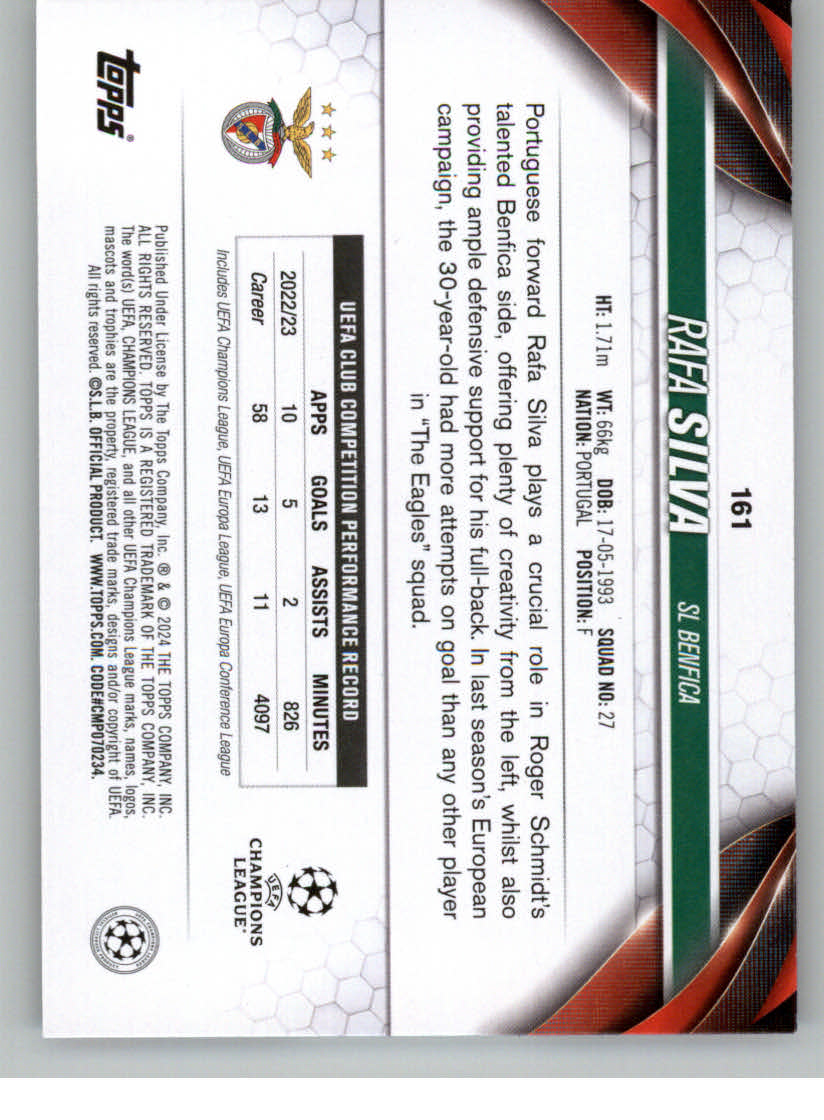 161
RAFA SILVA SL BENFICA
HT: 1.71m WT: 66kg DOB: 17-05-1993 SQUAD NO: 27
NATION: PORTUGAL POSITION: F
Portuguese forward Rafa Silva plays a crucial role in Roger Schmidt's
talented Benfica side, offering plenty of creativity from the left, whilst also
providing ample defensive support for his full-back. In last season's European
campaign, the 30-year-old had more attempts on goal than any other player
in "The Eagles" squad.
UEFA CLUB COMPETITION PERFORMANCE RECORD
APPS GOALS ASSISTS MINUTES
2022/23 10 5 2 826
Career 58 13 11 4097
Includes UEFA Champions League, UEFA Europa League, UEFA Europa Conference League
UEFA
CHAMPIONS
LEAGUE®
topps®
Published Under License by The Topps Company, Inc. ® & © 2024 THE TOPPS COMPANY, INC.
ALL RIGHTS RESERVED. TOPPS IS A REGISTERED TRADEMARK OF THE TOPPS COMPANY, INC.
The word(s) UEFA, CHAMPIONS LEAGUE, and all other UEFA Champions League marks, names, logos,
mascots and trophies are the property, registered trade marks, designs and/or copyright of UEFA.
All rights reserved. ©S.L.B. OFFICIAL PRODUCT. WWW.TOPPS.COM. CODE#CMP070234.